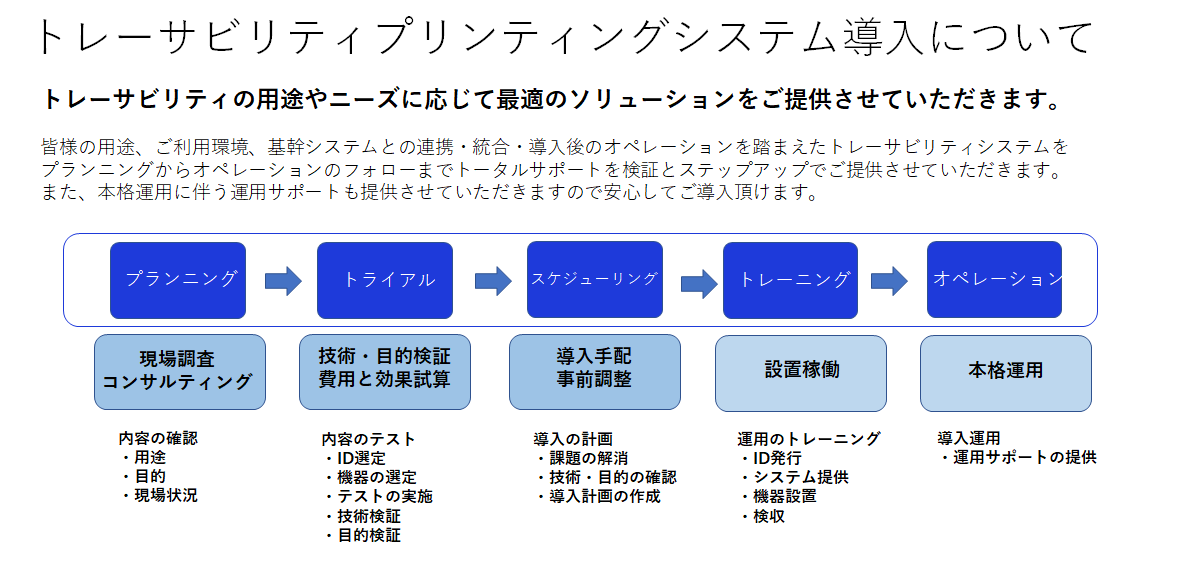 トレーサビリティプリンティングシステム導入について
トレーサビリティの用途やニーズに応じて最適のソリューションをご提供させていただきます。
皆様の用途、ご利用環境、基幹システムとの連携・統合・導入後のオペレーションを踏まえたトレーサビリティシステムを
プランニングからオペレーションのフォローまでトータルサポートを検証とステップアップでご提供させていただきます。
また、本格運用に伴う運用サポートも提供させていただきますので安心してご導入頂けます。
プランニング
トライアル
スケジューリング
トレーニング
オペレーション
現場調査
コンサルティング
技術・目的検証
費用と効果試算
導入手配
事前調整
設置稼働
本格運用
内容の確認
・用途
・目的
・現場状況
内容のテスト
・ID選定
・機器の選定
・テストの実施
・技術検証
・目的検証
導入の計画
・課題の解消
・技術・目的の確認
・導入計画の作成
運用のトレーニング
・ID発行
・システム提供
・機器設置
・検収
導入運用
・運用サポートの提供